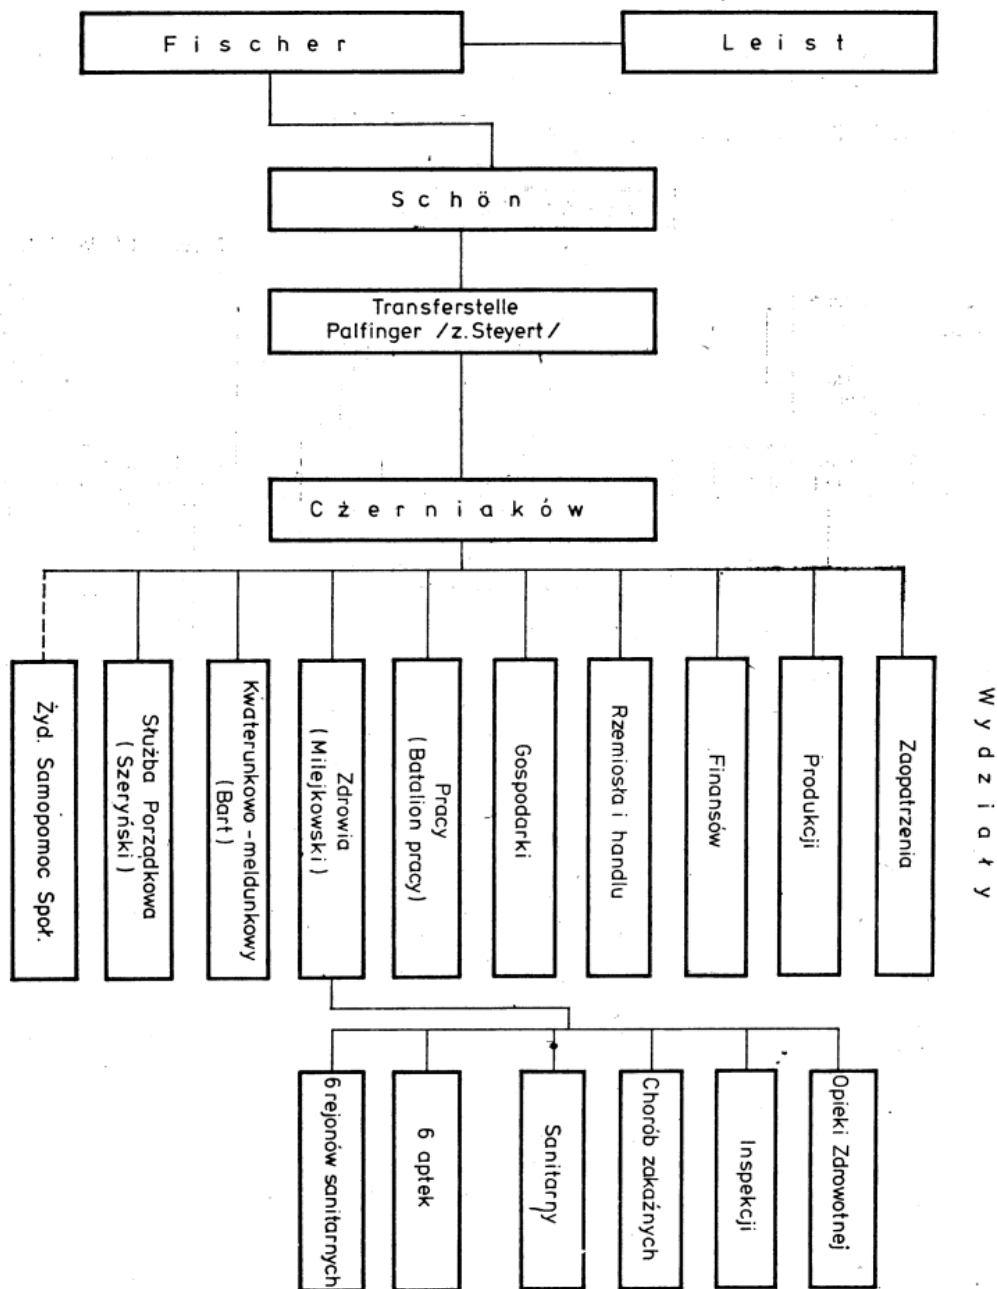 Fischer
Leist
Schön
Transferstelle
Palfinger /z. Steyert/
Cżerniaków
Wydziały
Żyd. Samopomoc Społ.
Służba Porządkowa
(Szeryński)
Kwaterunkowo-meldunkowy
(Bart)
Zdrowia
(Milejkowski)
Pracy
(Batalion pracy)
Gospodarki
Rzemiosła i handlu
Finansów
Produkcji
Zaopatrzenia
6 rejonów sanitarnych
6 aptek
Sanitarny
Chorób zakaźnych
Inspekcji
Opieki Zdrowotnej